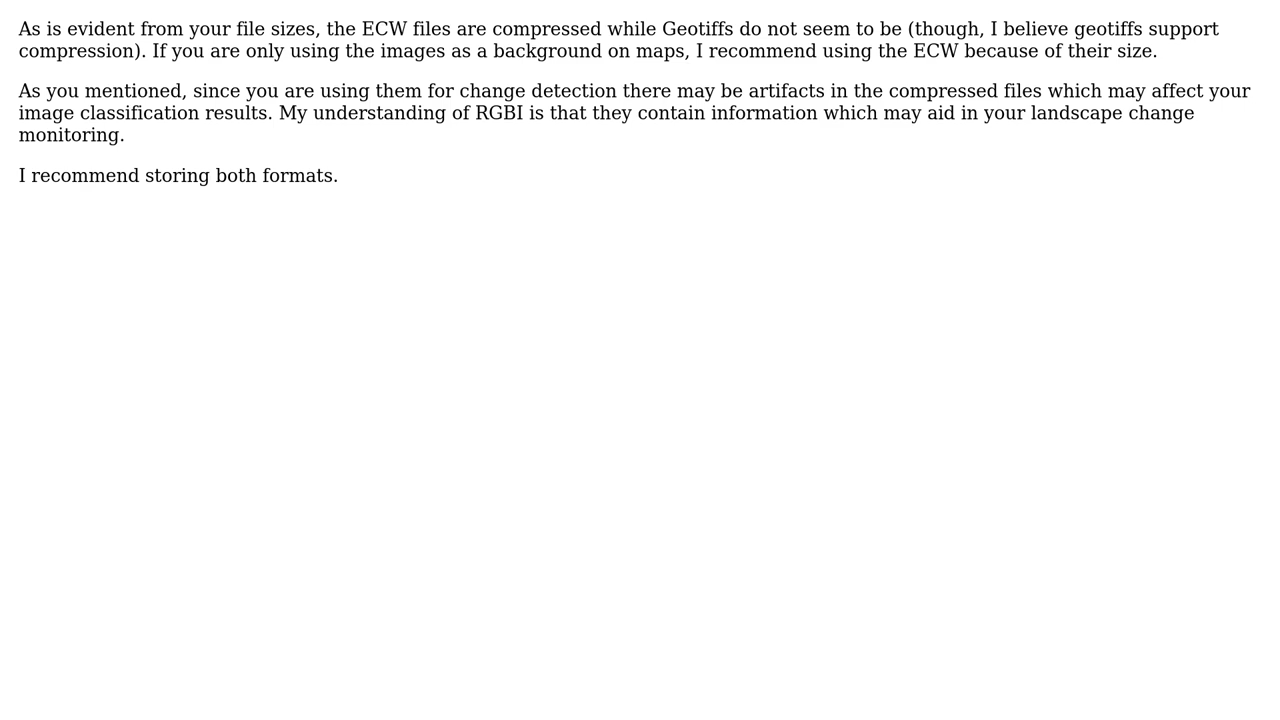 As is evident from your file sizes, the ECW files are compressed while Geotiffs do not seem to be (though, I believe geotiffs support
compression). If you are only using the images as a background on maps, I recommend using the ECW because of their size.
As you mentioned, since you are using them for change detection there may be artifacts in the compressed files which may affect your
image classification results. My understanding of RGBI is that they contain information which may aid in your landscape change
monitoring.
I recommend storing both formats.